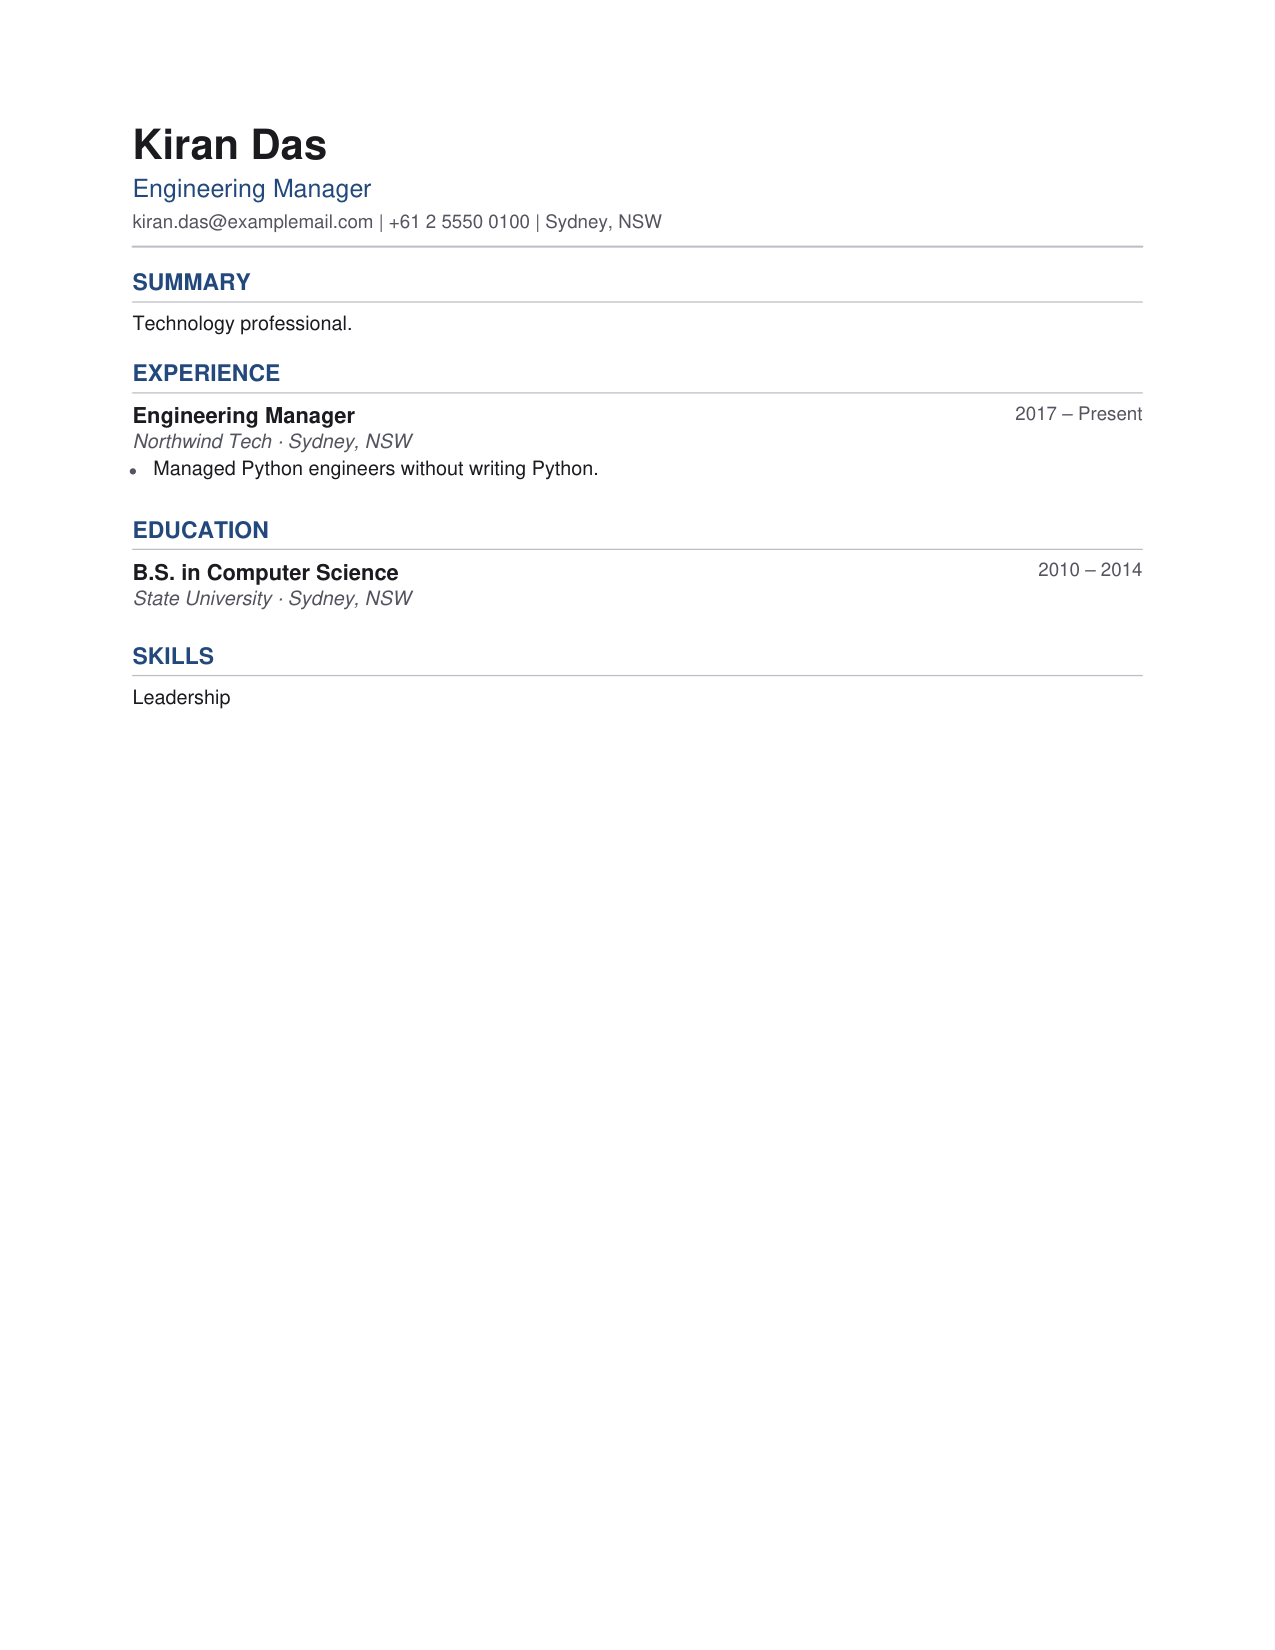 Kiran Das
Engineering Manager
kiran.das@examplemail.com | +61 2 5550 0100 | Sydney, NSW
SUMMARY
Technology professional.
EXPERIENCE
Engineering Manager 2017 – Present
Northwind Tech · Sydney, NSW
• Managed Python engineers without writing Python.
EDUCATION
B.S. in Computer Science 2010 – 2014
State University · Sydney, NSW
SKILLS
Leadership